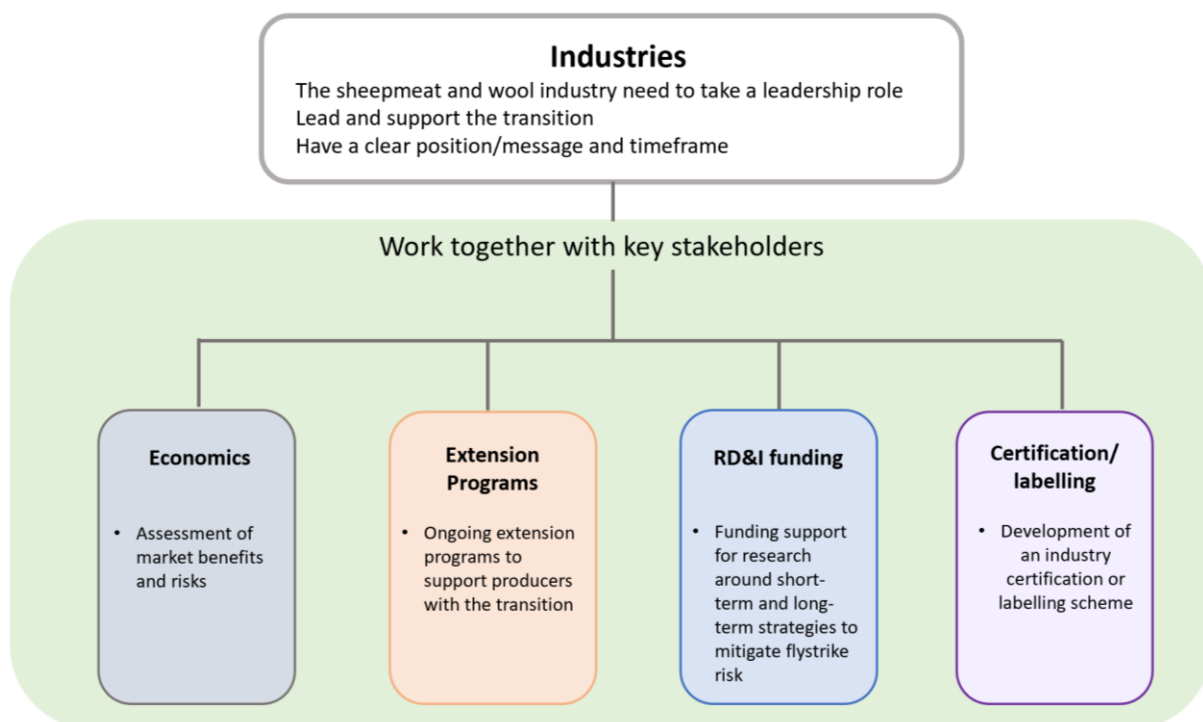 Industries
The sheepmeat and wool industry need to take a leadership role
Lead and support the transition
Have a clear position/message and timeframe
Work together with key stakeholders
Economics
• Assessment of
market benefits
and risks
Extension
Programs
• Ongoing extension
programs to
support producers
with the transition
RD&I funding
• Funding support
for research
around short-
term and long-
term strategies to
mitigate flystrike
risk
Certification/
labelling
• Development of
an industry
certification or
labelling scheme